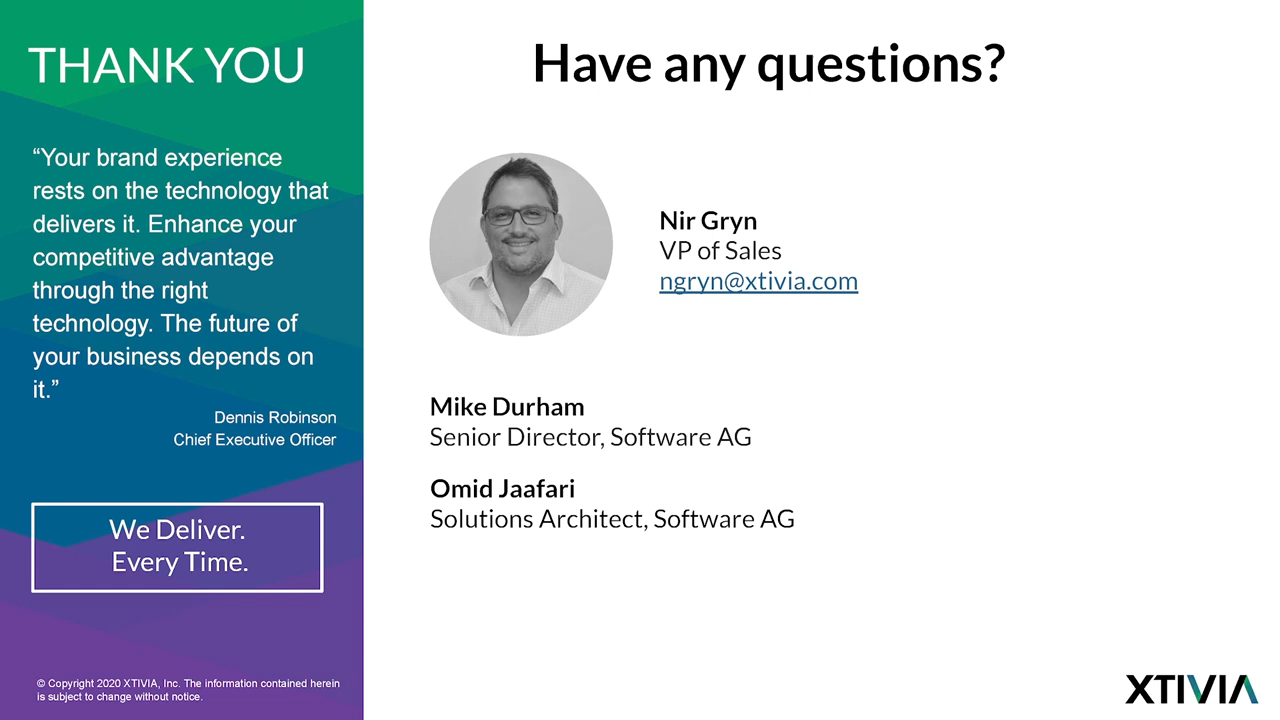 THANK YOU
“Your brand experience
rests on the technology that
delivers it. Enhance your
competitive advantage
through the right
technology. The future of
your business depends on
it.”
Dennis Robinson
Chief Executive Officer
We Deliver.
Every Time.
© Copyright 2020 XTIVIA, Inc. The information contained herein
is subject to change without notice.
Have any questions?
Nir Gryn
VP of Sales
ngryn@xtivia.com
Mike Durham
Senior Director, Software AG
Omid Jaafari
Solutions Architect, Software AG
XTIVIA